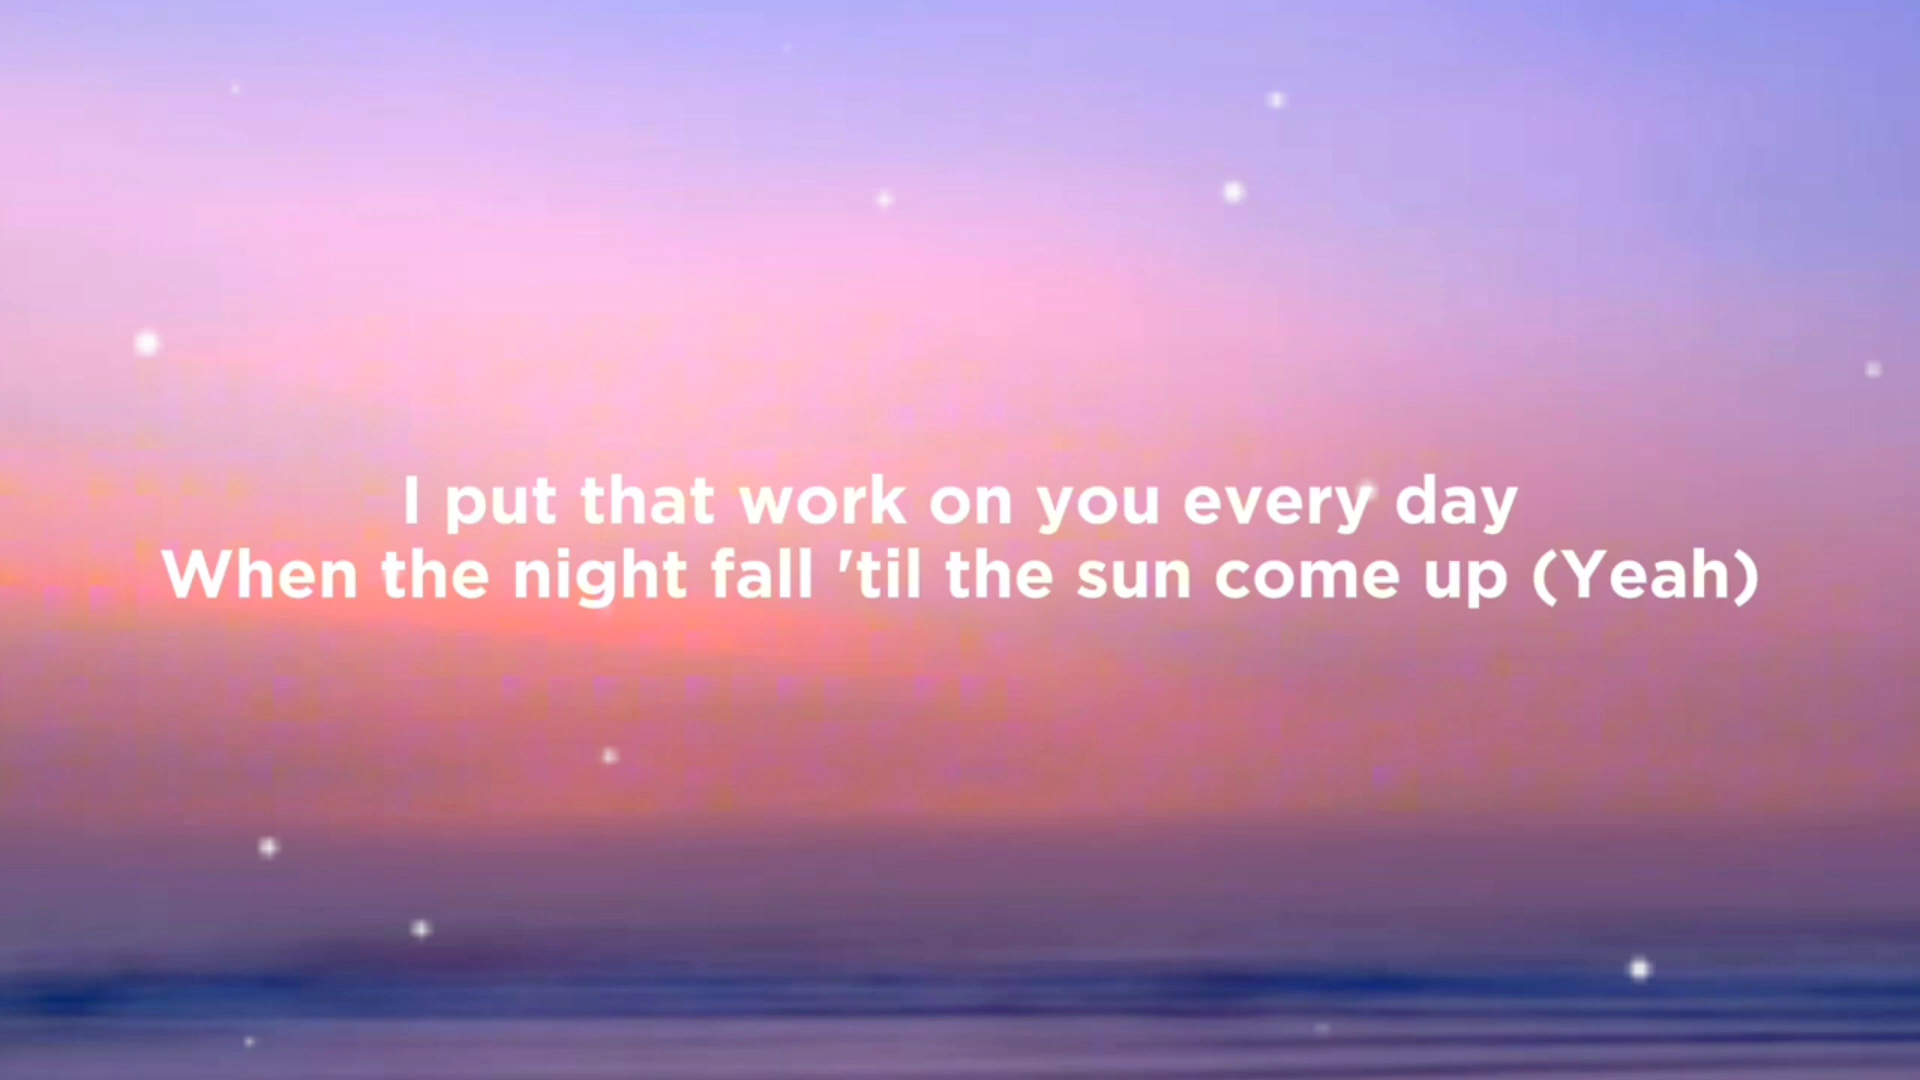 I put that work on you every day
When the night fall 'til the sun come up (Yeah)